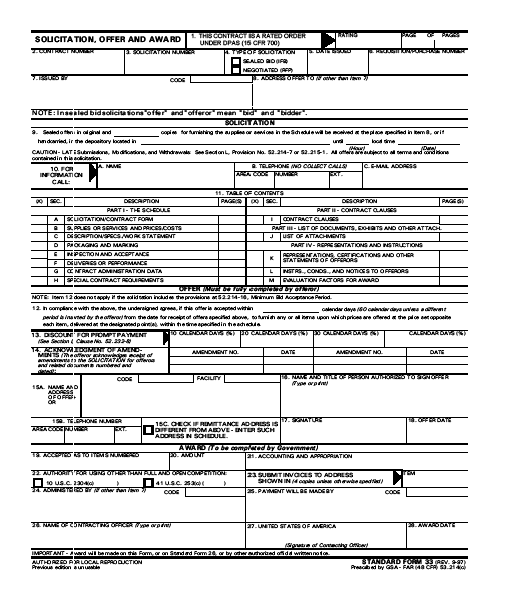 SOLICITATION, OFFER AND AWARD
1. THIS CONTRACT IS A RATED ORDER
UNDER DPAS (15 CFR 700)
RATING
PAGE OF PAGES
2. CONTRACT NUMBER
3. SOLICITATION NUMBER
4. TYPE OF SOLICITATION
SEALED BID (IFB)
NEGOTIATED (RFP)
5. DATE ISSUED
6. REQUISITION/PURCHASE NUMBER
7. ISSUED BY
CODE
8. ADDRESS OFFER TO (If other than Item 7)
NOTE: In sealed bid solicitations "offer" and "offeror" mean "bid" and "bidder".
SOLICITATION
9. Sealed offers in original and copies for furnishing the supplies or services in the Schedule will be received at the place specified in Item 8, or if
handcarried, in the depository located in until local time
(Hour) (Date)
CAUTION - LATE Submissions, Modifications, and Withdrawals: See Section L, Provision No. 52.214-7 or 52.215-1. All offers are subject to all terms and conditions
contained in this solicitation.
10. FOR
INFORMATION
CALL:
A. NAME
B. TELEPHONE (NO COLLECT CALLS)
AREA CODE NUMBER EXT.
C. E-MAIL ADDRESS
11. TABLE OF CONTENTS
(X) SEC. DESCRIPTION PAGE(S) (X) SEC. DESCRIPTION PAGE(S)
PART I - THE SCHEDULE PART II - CONTRACT CLAUSES
A SOLICITATION/CONTRACT FORM I CONTRACT CLAUSES
B SUPPLIES OR SERVICES AND PRICES/COSTS PART III - LIST OF DOCUMENTS, EXHIBITS AND OTHER ATTACH.
C DESCRIPTION/SPECS./WORK STATEMENT J LIST OF ATTACHMENTS
D PACKAGING AND MARKING PART IV - REPRESENTATIONS AND INSTRUCTIONS
E INSPECTION AND ACCEPTANCE K REPRESENTATIONS, CERTIFICATIONS AND OTHER
F DELIVERIES OR PERFORMANCE STATEMENTS OF OFFERORS
G CONTRACT ADMINISTRATION DATA L INSTRS., CONDS., AND NOTICES TO OFFERORS
H SPECIAL CONTRACT REQUIREMENTS M EVALUATION FACTORS FOR AWARD
OFFER (Must be fully completed by offeror)
NOTE: Item 12 does not apply if the solicitation includes the provisions at 52.214-16, Minimum Bid Acceptance Period.
12. In compliance with the above, the undersigned agrees, if this offer is accepted within calendar days (60 calendar days unless a different
period is inserted by the offeror) from the date for receipt of offers specified above, to furnish any or all items upon which prices are offered at the price set opposite
each item, delivered at the designated point(s), within the time specified in the schedule.
13. DISCOUNT FOR PROMPT PAYMENT
(See Section I, Clause No. 52.232-8)
10 CALENDAR DAYS (%) 20 CALENDAR DAYS (%) 30 CALENDAR DAYS (%) CALENDAR DAYS (%)
14. ACKNOWLEDGMENT OF AMEND-
MENTS (The offeror acknowledges receipt of
amendments to the SOLICITATION for offerors
and related documents numbered and
dated):
AMENDMENT NO. DATE AMENDMENT NO. DATE
15A. NAME AND
ADDRESS
OF OFFER-
OR
CODE
FACILITY
16. NAME AND TITLE OF PERSON AUTHORIZED TO SIGN OFFER
(Type or print)
15B. TELEPHONE NUMBER
AREA CODE NUMBER EXT.
15C. CHECK IF REMITTANCE ADDRESS IS
DIFFERENT FROM ABOVE - ENTER SUCH
ADDRESS IN SCHEDULE.
17. SIGNATURE
18. OFFER DATE
AWARD (To be completed by Government)
19. ACCEPTED AS TO ITEMS NUMBERED
20. AMOUNT
21. ACCOUNTING AND APPROPRIATION
22. AUTHORITY FOR USING OTHER THAN FULL AND OPEN COMPETITION:
10 U.S.C. 2304(c) ( ) 41 U.S.C. 253(c) ( )
23. SUBMIT INVOICES TO ADDRESS
SHOWN IN (4 copies unless otherwise specified)
ITEM
24. ADMINISTERED BY (If other than Item 7)
CODE
25. PAYMENT WILL BE MADE BY
CODE
26. NAME OF CONTRACTING OFFICER (Type or print)
27. UNITED STATES OF AMERICA
(Signature of Contracting Officer)
28. AWARD DATE
IMPORTANT - Award will be made on this Form, or on Standard Form 26, or by other authorized official written notice.
AUTHORIZED FOR LOCAL REPRODUCTION
Previous edition is unusable
STANDARD FORM 33 (REV. 9-97)
Prescribed by GSA - FAR (48 CFR) 53.214(c)